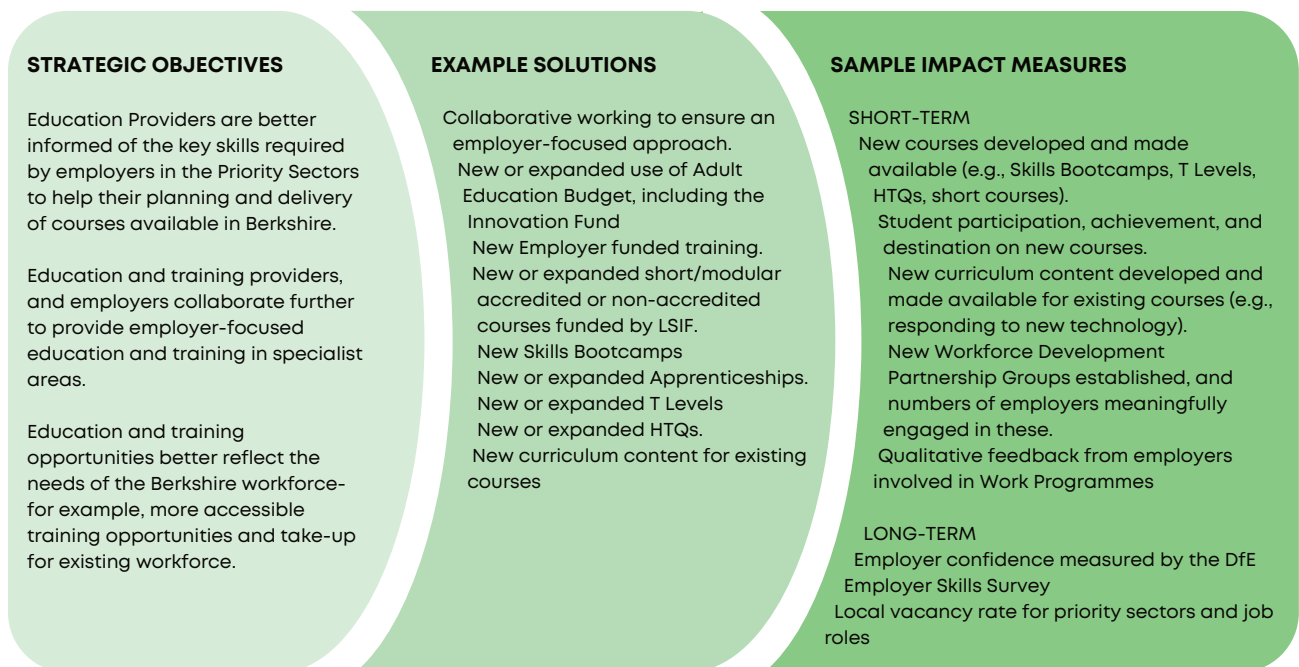 STRATEGIC OBJECTIVES
Education Providers are better
informed of the key skills required
by employers in the Priority Sectors
to help their planning and delivery
of courses available in Berkshire.
Education and training providers,
and employers collaborate further
to provide employer-focused
education and training in specialist
areas.
Education and training
opportunities better reflect the
needs of the Berkshire workforce-
for example, more accessible
training opportunities and take-up
for existing workforce.
EXAMPLE SOLUTIONS
Collaborative working to ensure an
employer-focused approach.
New or expanded use of Adult
Education Budget, including the
Innovation Fund
New Employer funded training.
New or expanded short/modular
accredited or non-accredited
courses funded by LSIF.
New Skills Bootcamps
New or expanded Apprenticeships.
New or expanded T Levels
New or expanded HTQs.
New curriculum content for existing
courses
SAMPLE IMPACT MEASURES
SHORT-TERM
New courses developed and made
available (e.g., Skills Bootcamps, T Levels,
HTQs, short courses).
Student participation, achievement, and
destination on new courses.
New curriculum content developed and
made available for existing courses (e.g.,
responding to new technology).
New Workforce Development
Partnership Groups established, and
numbers of employers meaningfully
engaged in these.
Qualitative feedback from employers
involved in Work Programmes
LONG-TERM
Employer confidence measured by the DfE
Employer Skills Survey
Local vacancy rate for priority sectors and job
roles